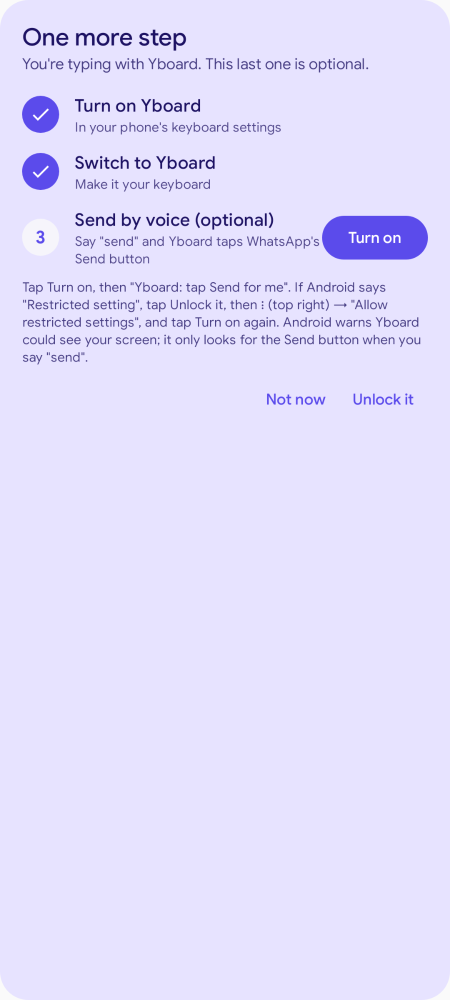 One more step
You're typing with Yboard. This last one is optional.
Turn on Yboard
In your phone's keyboard settings
Switch to Yboard
Make it your keyboard
3
Send by voice (optional)
Say "send" and Yboard taps WhatsApp's
Send button
Turn on
Tap Turn on, then "Yboard: tap Send for me". If Android says
"Restricted setting", tap Unlock it, then ⋮ (top right) → "Allow
restricted settings", and tap Turn on again. Android warns Yboard
could see your screen; it only looks for the Send button when you
say "send".
Not now
Unlock it